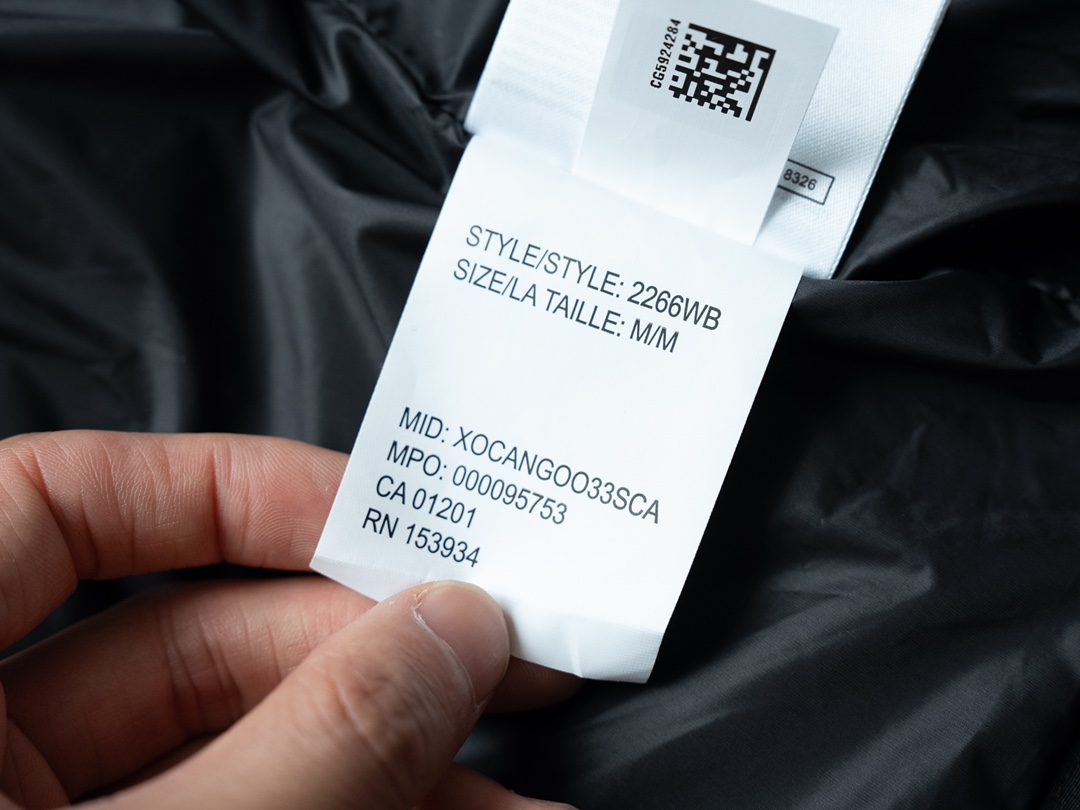 CG5924284
8326
STYLE/STYLE: 2266WB
SIZE/LA TAILLE: M/M
MID: XOCANGOO33SCA
MPO: 000095753
CA 01201
RN 153934